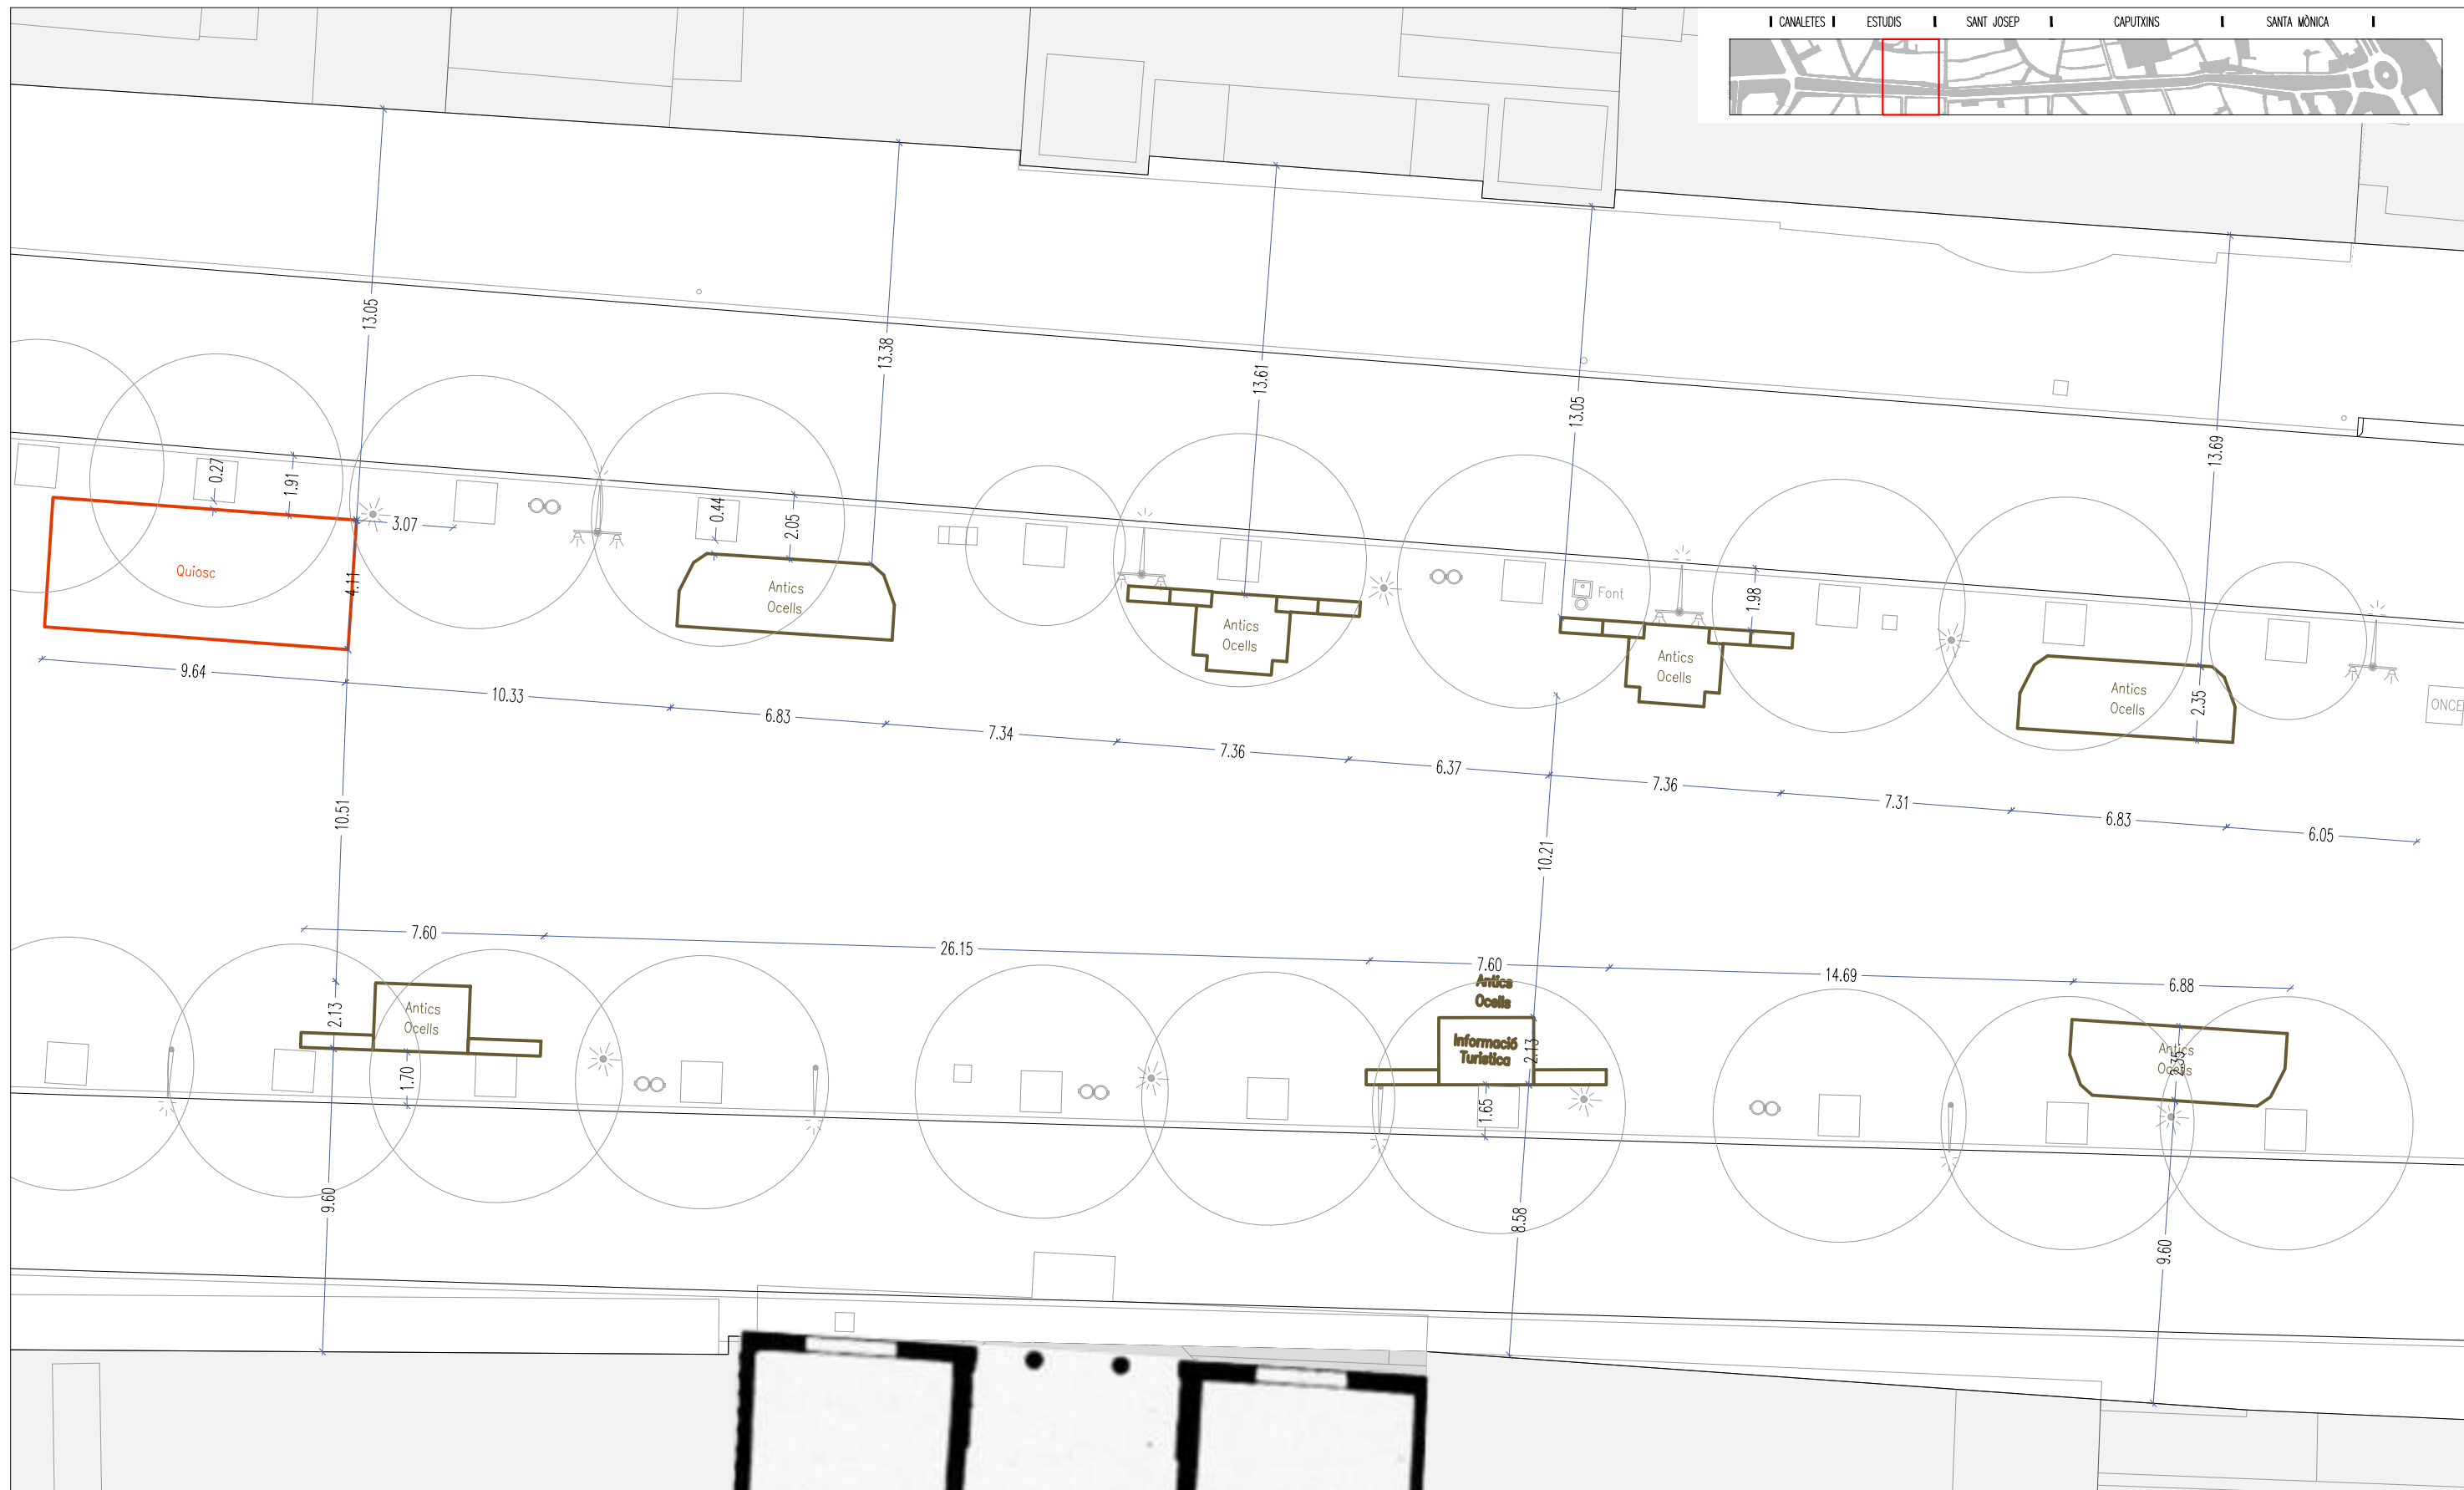 CANALETES ESTUDIS SANT JOSEP CAPUTXINS SANTA MÒNICA
13.05
13.38
13.61
13.05
13.69
0.27
1.91
3.07
4.11
Quiosc
0.44
2.05
Antics
Ocells
Antics
Ocells
Font
1.98
Antics
Ocells
Antics
Ocells
2.35
ONCE
9.64
10.33
6.83
7.34
7.36
6.37
7.36
7.31
6.83
6.05
10.51
10.21
7.60
26.15
7.60
14.69
6.88
2.13
Antics
Ocells
1.70
Antics
Ocells
Informació
Turística
2.13
1.65
Antics
Ocells
2.35
9.60
8.58
9.60